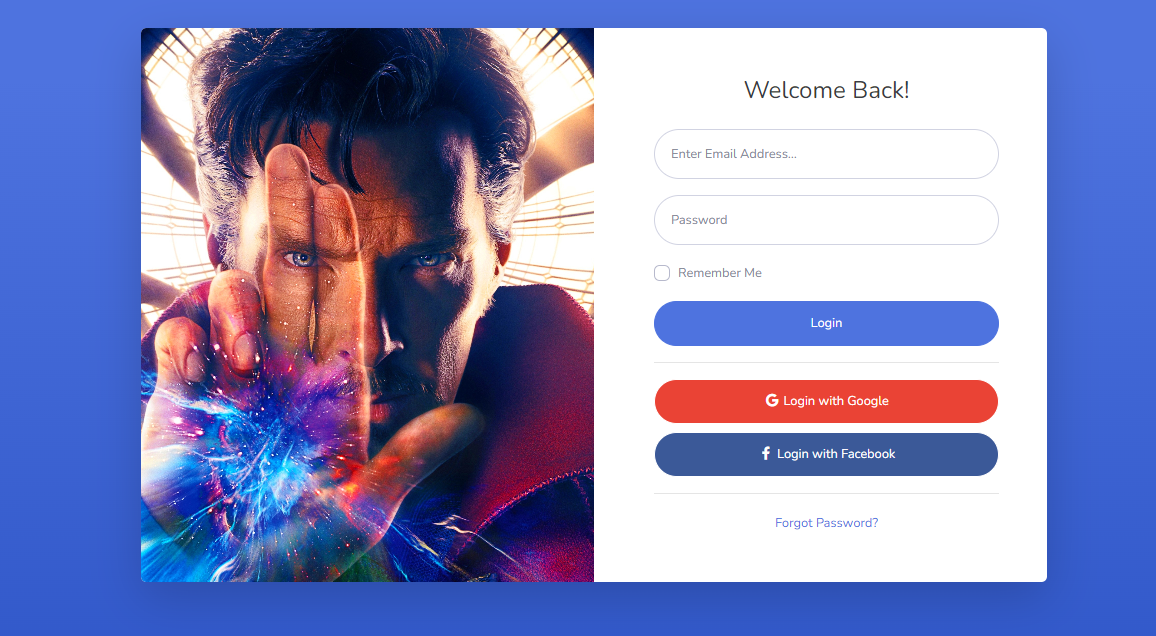 Welcome Back!
Enter Email Address...
Password
Remember Me
Login
Login with Google
Login with Facebook
Forgot Password?